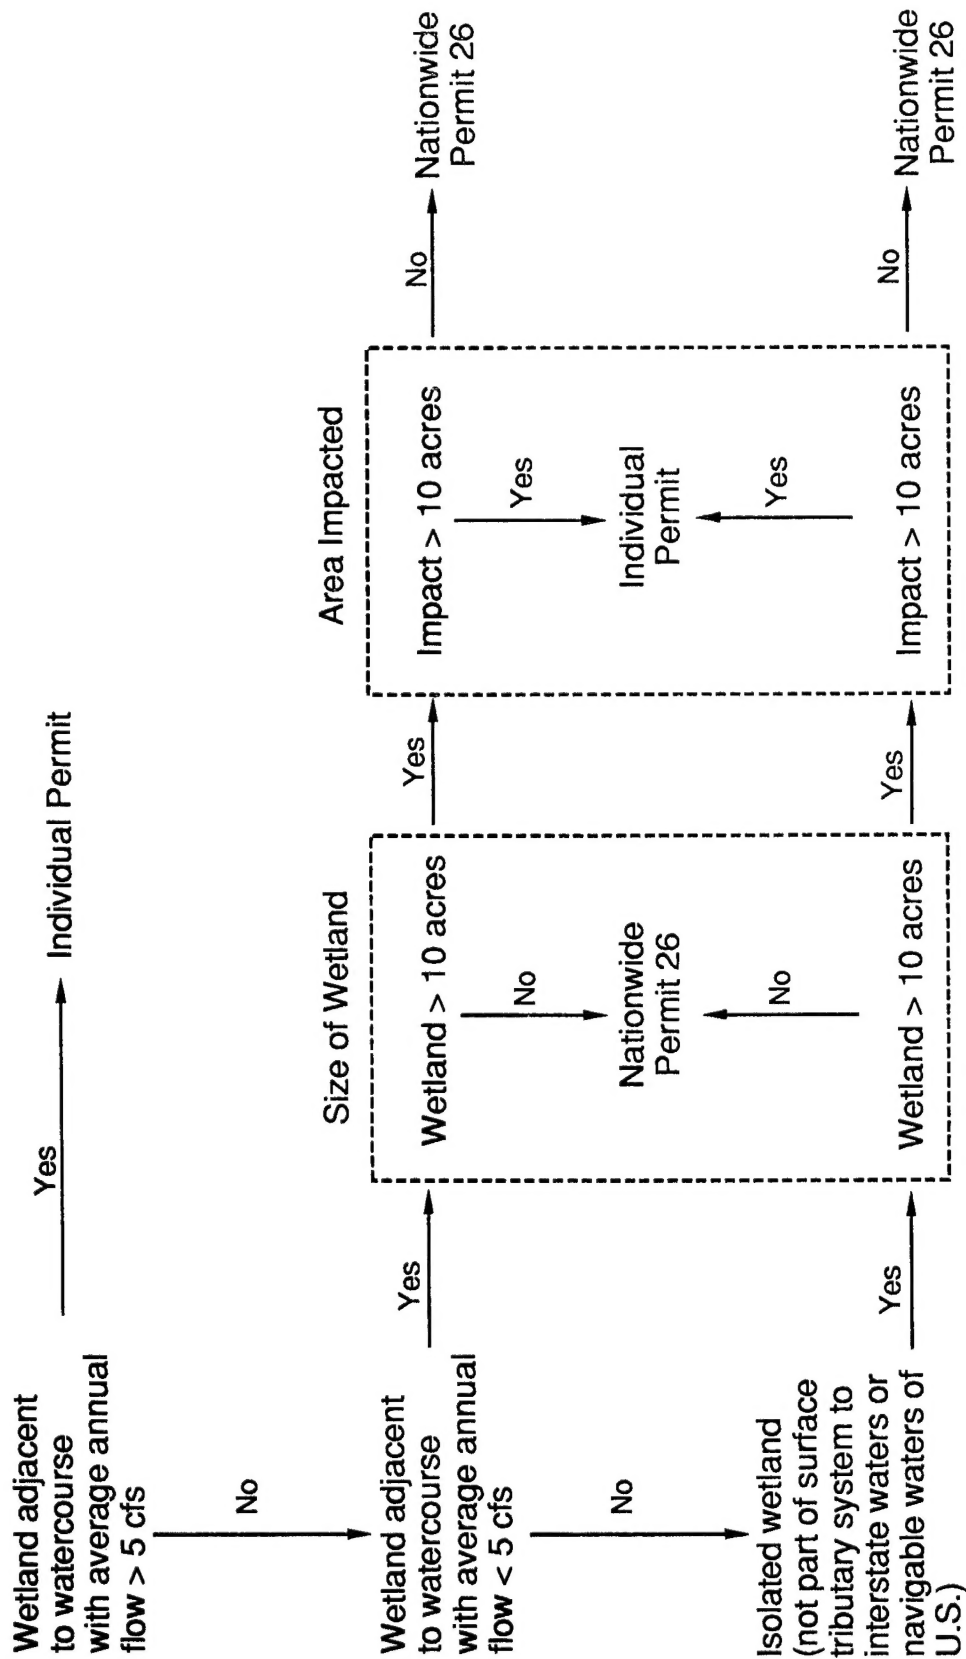 Wetland adjacent
to watercourse
with average annual
flow > 5 cfs
Yes
Individual Permit
No
Wetland adjacent
to watercourse
with average annual
flow < 5 cfs
Yes
Size of Wetland
Wetland > 10 acres
No
Nationwide
Permit 26
No
Wetland > 10 acres
Yes
Area Impacted
Impact > 10 acres
Yes
Individual
Permit
Yes
Impact > 10 acres
No
Nationwide
Permit 26
No
Isolated wetland
(not part of surface
tributary system to
interstate waters or
navigable waters of
U.S.)
Yes
Yes
No
Nationwide
Permit 26